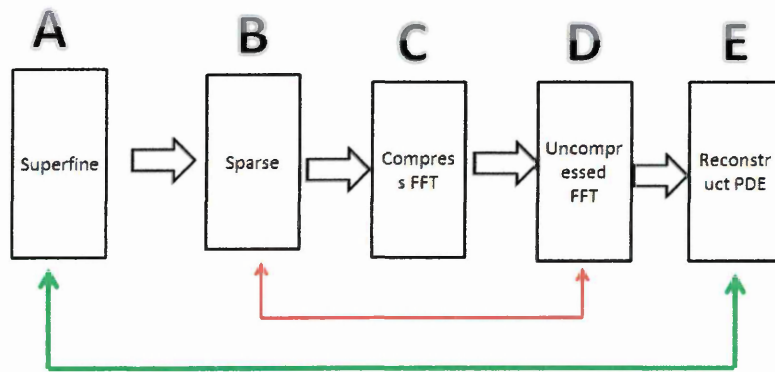 A B C D E
Superfine
Sparse
Compres
s FFT
Uncompr
essed
FFT
Reconstr
uct PDE